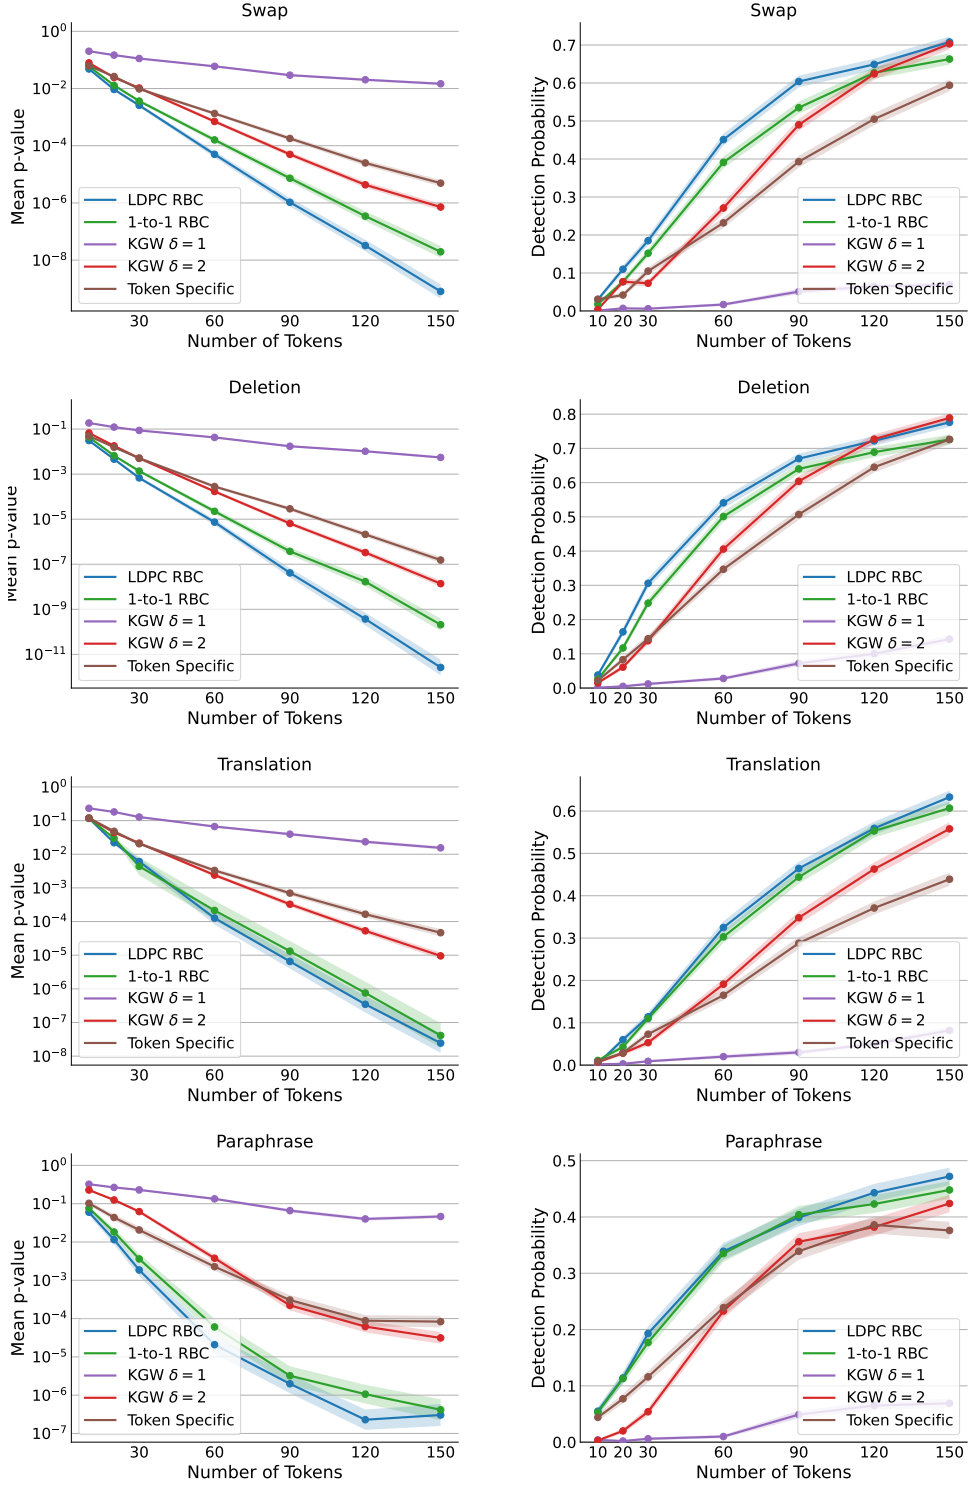 Swap
Mean p-value
10^0
10^-2
10^-4
10^-6
10^-8
LDPC RBC
1-to-1 RBC
KGW δ = 1
KGW δ = 2
Token Specific
30 60 90 120 150
Number of Tokens
Swap
Detection Probability
0.7
0.6
0.5
0.4
0.3
0.2
0.1
0.0
LDPC RBC
1-to-1 RBC
KGW δ = 1
KGW δ = 2
Token Specific
10 20 30 60 90 120 150
Number of Tokens
Deletion
Mean p-value
10^-1
10^-3
10^-5
10^-7
10^-9
10^-11
LDPC RBC
1-to-1 RBC
KGW δ = 1
KGW δ = 2
Token Specific
30 60 90 120 150
Number of Tokens
Deletion
Detection Probability
0.8
0.7
0.6
0.5
0.4
0.3
0.2
0.1
0.0
LDPC RBC
1-to-1 RBC
KGW δ = 1
KGW δ = 2
Token Specific
10 20 30 60 90 120 150
Number of Tokens
Translation
Mean p-value
10^0
10^-1
10^-2
10^-3
10^-4
10^-5
10^-6
10^-7
10^-8
LDPC RBC
1-to-1 RBC
KGW δ = 1
KGW δ = 2
Token Specific
30 60 90 120 150
Number of Tokens
Translation
Detection Probability
0.6
0.5
0.4
0.3
0.2
0.1
0.0
LDPC RBC
1-to-1 RBC
KGW δ = 1
KGW δ = 2
Token Specific
10 20 30 60 90 120 150
Number of Tokens
Paraphrase
Mean p-value
10^0
10^-1
10^-2
10^-3
10^-4
10^-5
10^-6
10^-7
LDPC RBC
1-to-1 RBC
KGW δ = 1
KGW δ = 2
Token Specific
30 60 90 120 150
Number of Tokens
Paraphrase
Detection Probability
0.5
0.4
0.3
0.2
0.1
0.0
LDPC RBC
1-to-1 RBC
KGW δ = 1
KGW δ = 2
Token Specific
10 20 30 60 90 120 150
Number of Tokens